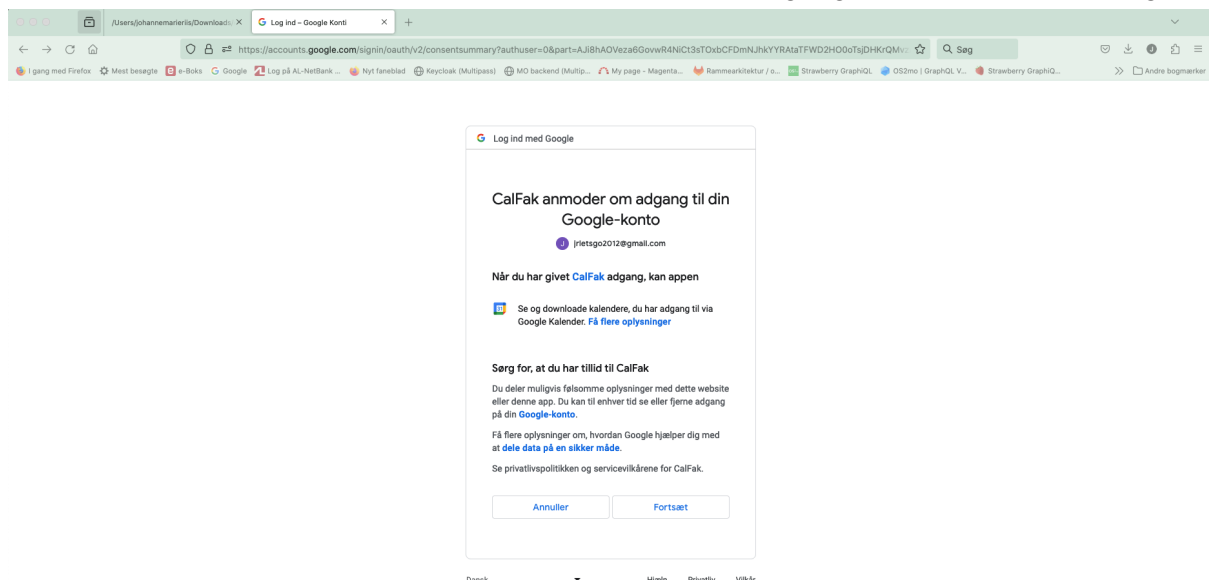 /Users/johannemarieriis/Downloads/
Log ind – Google Konti
https://accounts.google.com/signin/oauth/v2/consentsummary?authuser=0&part=
Søg
I gang med Firefox
Mest besøgte
e-Boks
Google
Log på AL-NetBank ...
Nyt faneblad
Keycloak (Multipass)
MO backend (Multip...
My page - Magenta...
Rammearkitektur / o...
Strawberry GraphiQL
OS2mo | GraphQL V...
Strawberry GraphiQ...
Andre bogmærker
Log ind med Google
CalFak anmoder om adgang til din
Google-konto
J
jrletsgo2012@gmail.com
Når du har givet CalFak adgang, kan appen
Se og downloade kalendere, du har adgang til via
Google Kalender. Få flere oplysninger
Sørg for, at du har tillid til CalFak
Du deler muligvis følsomme oplysninger med dette website
eller denne app. Du kan til enhver tid se eller fjerne adgang
på din Google-konto.
Få flere oplysninger om, hvordan Google hjælper dig med
at dele data på en sikker måde.
Se privatlivspolitikken og servicevilkårene for CalFak.
Annuller
Fortsæt
Dansk
Hjælp
Privatliv
Vilkår